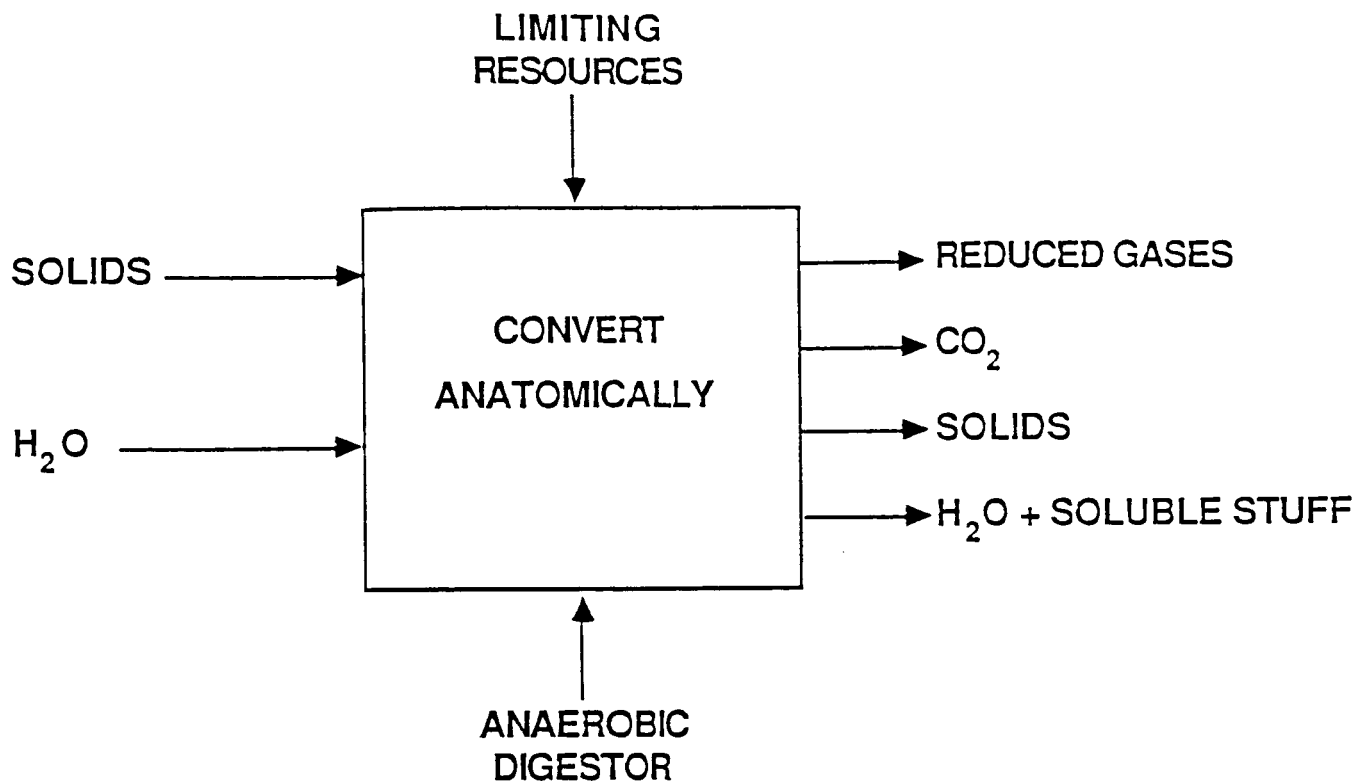 LIMITING
RESOURCES
SOLIDS
H₂O
CONVERT
ANATOMICALLY
REDUCED GASES
CO₂
SOLIDS
H₂O + SOLUBLE STUFF
ANAEROBIC
DIGESTOR